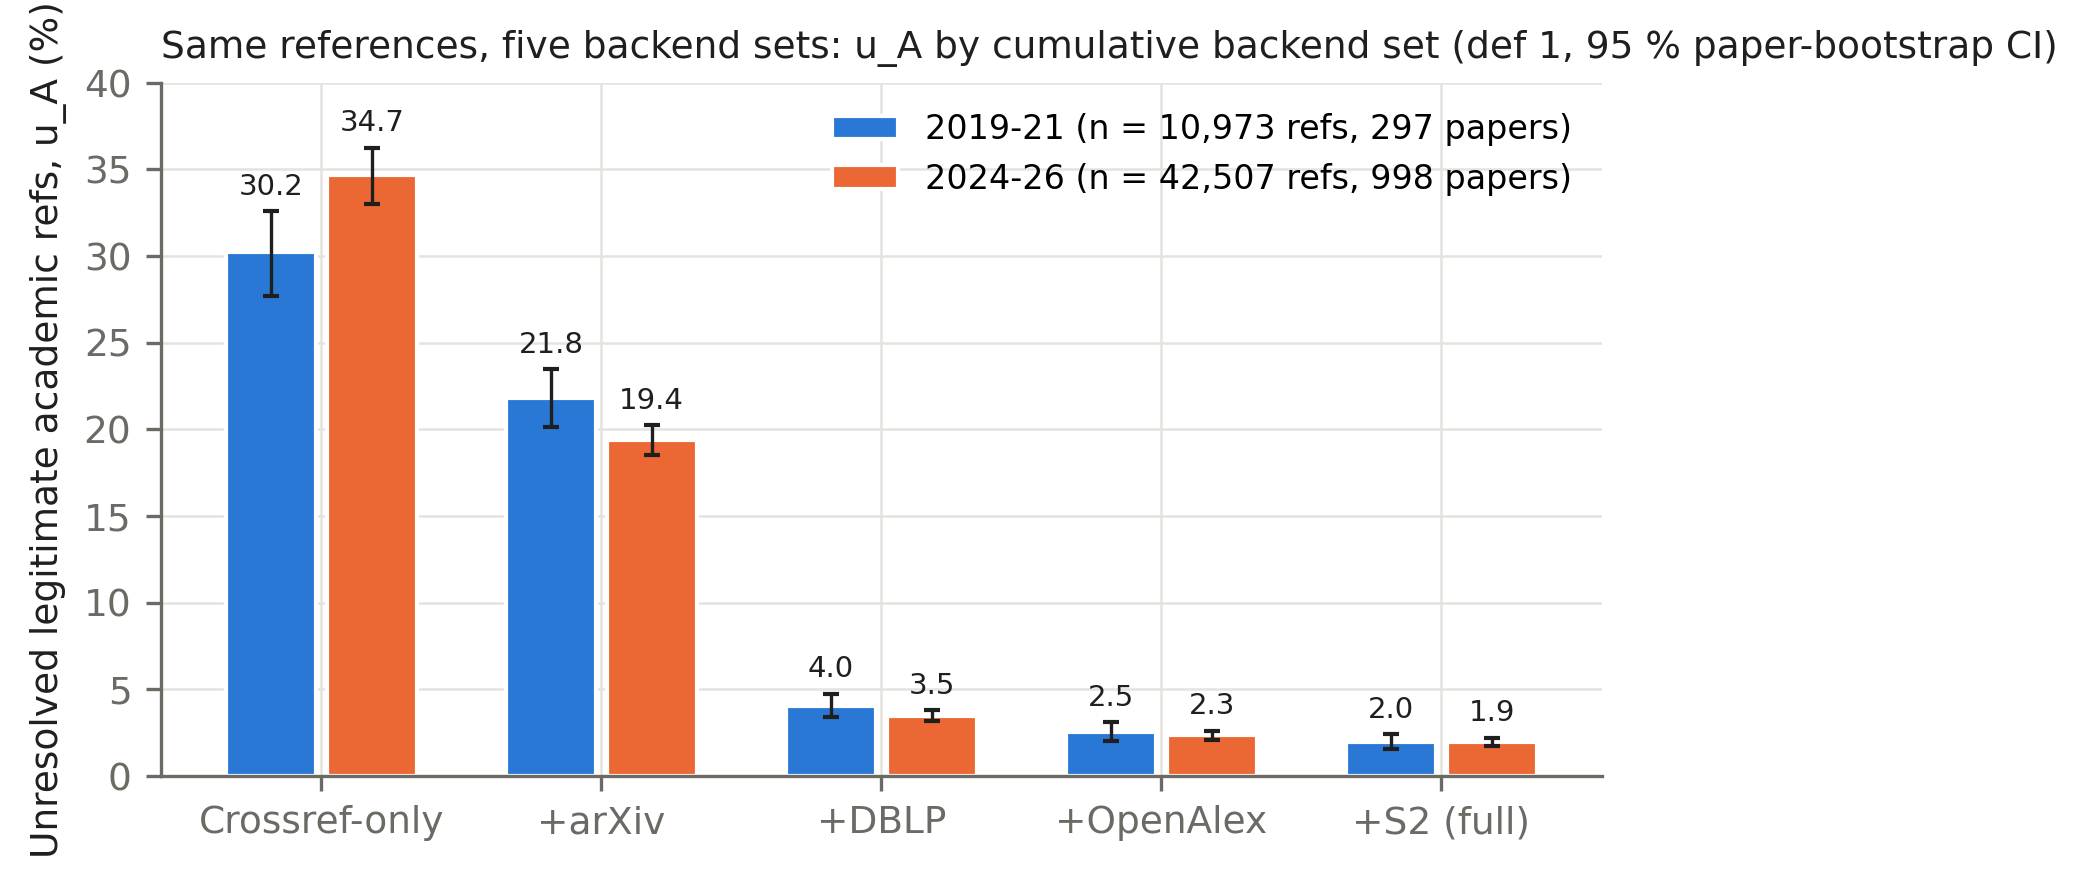 Same references, five backend sets: u_A by cumulative backend set (def 1, 95 % paper-bootstrap CI)
Unresolved legitimate academic refs, u_A (%)
40
35
30
25
20
15
10
5
0
2019-21 (n = 10,973 refs, 297 papers)
2024-26 (n = 42,507 refs, 998 papers)
30.2
34.7
21.8
19.4
4.0
3.5
2.5
2.3
2.0
1.9
Crossref-only
+arXiv
+DBLP
+OpenAlex
+S2 (full)